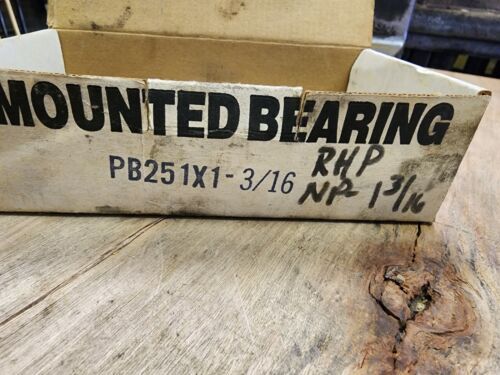 MOUNTED BEARING
PB251X1-3/16
RHP
NP- 1 3/16